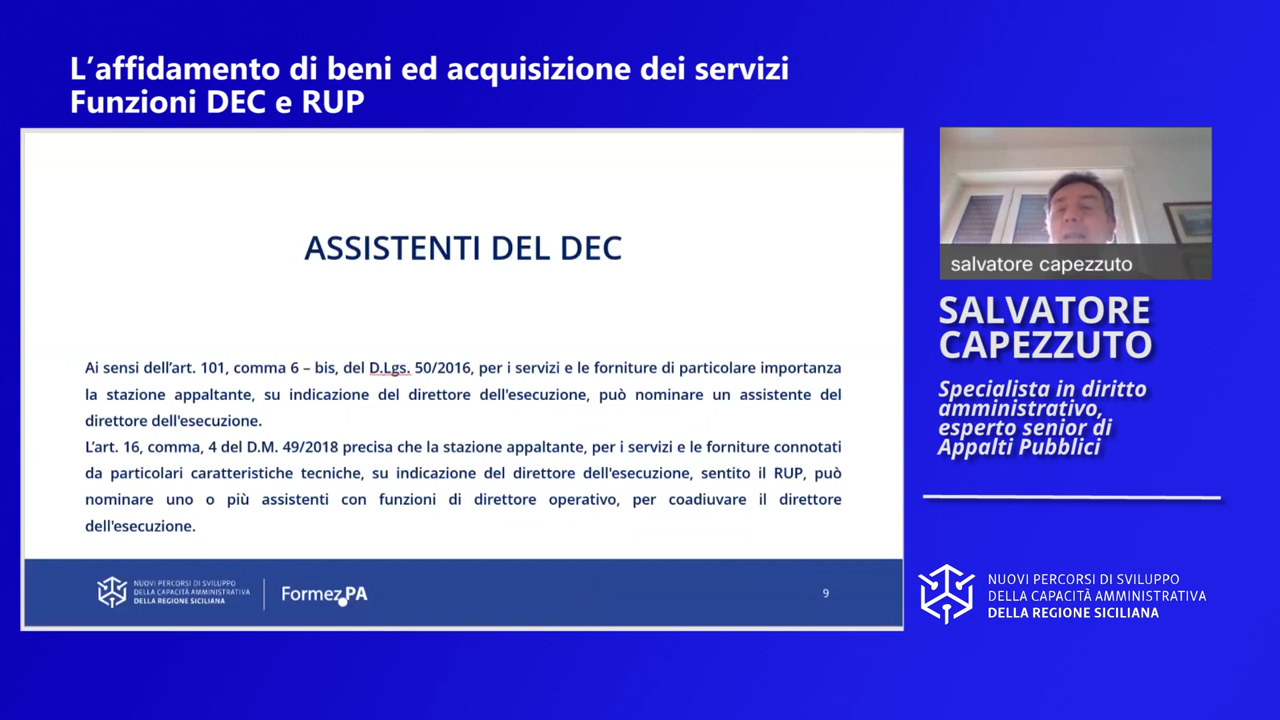 L’affidamento di beni ed acquisizione dei servizi
Funzioni DEC e RUP
ASSISTENTI DEL DEC
Ai sensi dell’art. 101, comma 6 – bis, del D.Lgs. 50/2016, per i servizi e le forniture di particolare importanza
la stazione appaltante, su indicazione del direttore dell'esecuzione, può nominare un assistente del
direttore dell'esecuzione.
L’art. 16, comma, 4 del D.M. 49/2018 precisa che la stazione appaltante, per i servizi e le forniture connotati
da particolari caratteristiche tecniche, su indicazione del direttore dell'esecuzione, sentito il RUP, può
nominare uno o più assistenti con funzioni di direttore operativo, per coadiuvare il direttore
dell'esecuzione.
NUOVI PERCORSI DI SVILUPPO
DELLA CAPACITÀ AMMINISTRATIVA
DELLA REGIONE SICILIANA
Formez PA
9
salvatore capezzuto
SALVATORE
CAPEZZUTO
Specialista in diritto
amministrativo,
esperto senior di
Appalti Pubblici
NUOVI PERCORSI DI SVILUPPO
DELLA CAPACITÀ AMMINISTRATIVA
DELLA REGIONE SICILIANA